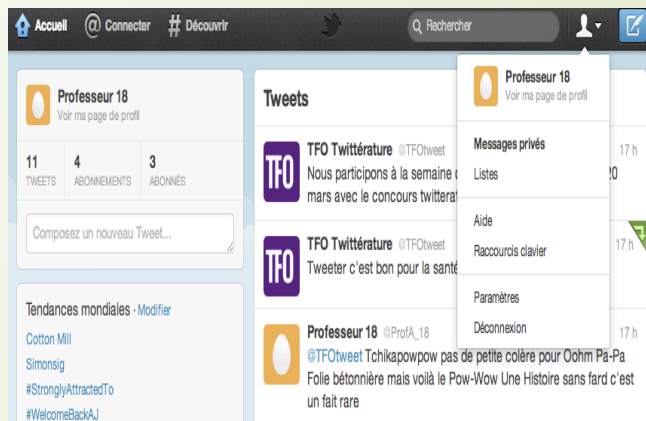 Accueil Connecter Découvrir Rechercher
Professeur 18
Voir ma page de profil
11 4 3
TWEETS ABONNEMENTS ABONNÉS
Composez un nouveau Tweet...
Tendances mondiales · Modifier
Cotton Mill
Simonsig
#StronglyAttractedTo
#WelcomeBackAJ
Tweets
TFO Twittérature @TFOtweet 17 h
Nous participons à la semaine 20
mars avec le concours
TFO
TFO Twittérature @TFOtweet 17 h
Tweeter c'est bon pour la santé
TFO
Professeur 18 @ProfA_18 17 h
@TFOtweet Tchikapowpow pas de petite colère pour Oohm Pa-Pa
Folie bétonnière mais voilà le Pow-Wow Une Histoire sans fard c'est
un fait rare
Professeur 18
Voir ma page de profil
Messages privés
Listes
Aide
Raccourcis clavier
Paramètres
Déconnexion